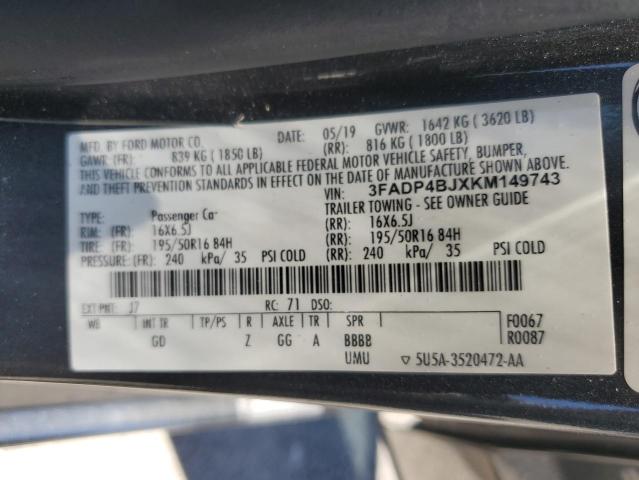 MFD. BY FORD MOTOR CO. DATE: 05/19 GVWR: 1642 KG ( 3620 LB)
GAWR (FR): 839 KG ( 1850 LB) (RR): 816 KG ( 1800 LB)
THIS VEHICLE CONFORMS TO ALL APPLICABLE FEDERAL MOTOR VEHICLE SAFETY, BUMPER,
AND THEFT PREVENTION STANDARDS IN EFFECT ON THE DATE OF MANUFACTURE SHOWN ABOVE.
VIN: 3FADP4BJXKM149743
TYPE: Passenger Car TRAILER TOWING - SEE OWNER GUIDE
RIM: (FR) 16X6.5J (RR): 16X6.5J
TIRE: (FR) 195/50R16 84H (RR): 195/50R16 84H
PRESSURE: (FR) 240 kPa/ 35 PSI COLD (RR): 240 kPa/ 35 PSI COLD
EXT PNT: J7 RC: 71 DSO:
WB INT TR TP/PS R AXLE TR SPR F0067
GD Z GG A BBBB R0087
UMU ▽ 5U5A-3520472-AA